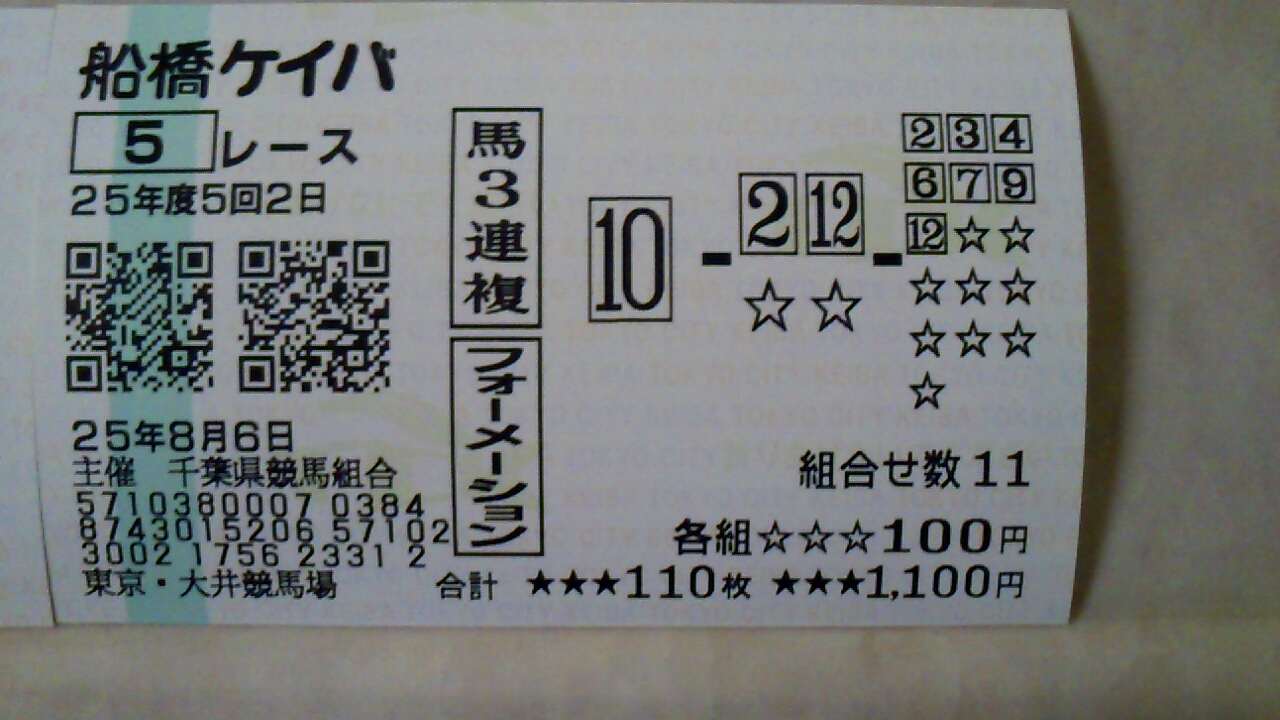 船橋ケイバ
5レース
25年度5回2日
25年8月6日
主催 千葉県競馬組合
57103800007 0384
8743015206 57102
3002 1756 2331 2
東京・大井競馬場
馬3連複
フォーメーション
10 - 2 12 - 2 3 4
6 7 9
12☆☆
☆☆
☆☆☆
☆☆☆
☆
組合せ数11
各組☆☆☆100円
合計 ★★★110枚 ★★★1,100円